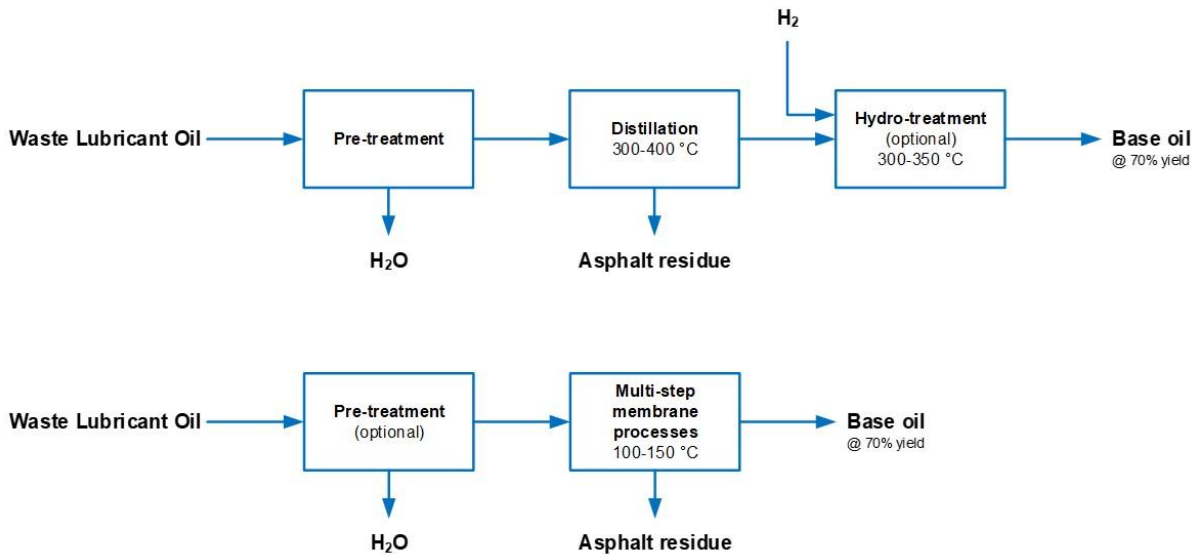 H₂
Waste Lubricant Oil
Pre-treatment
Distillation
300-400 °C
Hydro-treatment
(optional)
300-350 °C
Base oil
@ 70% yield
H₂O
Asphalt residue
Waste Lubricant Oil
Pre-treatment
(optional)
Multi-step
membrane
processes
100-150 °C
Base oil
@ 70% yield
H₂O
Asphalt residue